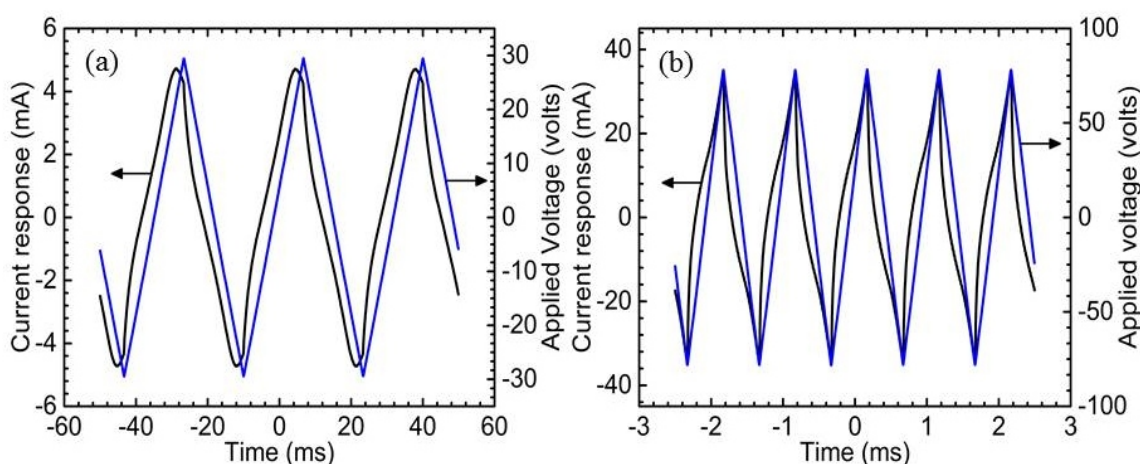 (a)
Current response (mA)
6
4
2
0
-2
-4
-6
-60 -40 -20 0 20 40 60
Time (ms)
30
20
10
0
-10
-20
-30
Applied Voltage (volts)
(b)
Current response (mA)
40
20
0
-20
-40
-3 -2 -1 0 1 2 3
Time (ms)
100
50
0
-50
-100
Applied voltage (volts)